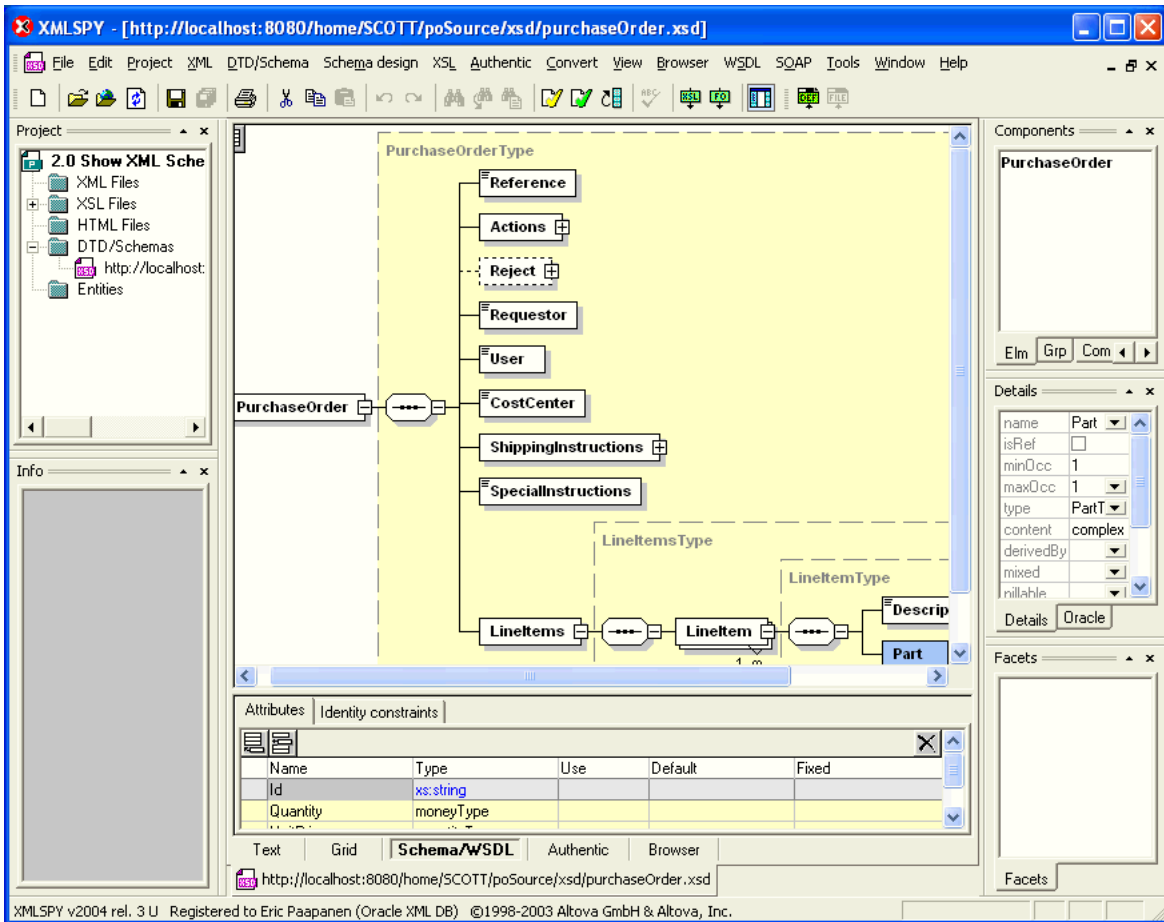 XMLSPY - [http://localhost:8080/home/SCOTT/poSource/xsd/purchaseOrder.xsd]
File Edit Project XML DTD/Schema Schema design XSL Authentic Convert View Browser WSDL SOAP Tools Window Help
Project
2.0 Show XML Sche
XML Files
XSL Files
HTML Files
DTD/Schemas
http://localhost:
Entities
Info
PurchaseOrderType
Reference
Actions
Reject
Requestor
User
CostCenter
PurchaseOrder
ShippingInstructions
SpecialInstructions
LineItemsType
LineItemType
LineItems
LineItem
Descrip
Part
Attributes Identity constraints
Name Type Use Default Fixed
Id xs:string
Quantity moneyType
Text Grid Schema/WSDL Authentic Browser
http://localhost:8080/home/SCOTT/poSource/xsd/purchaseOrder.xsd
Components
PurchaseOrder
Elm Grp Com
Details
name Part
isRef
minOcc 1
maxOcc 1
type PartT
content complex
derivedBy
mixed
nillable
Details Oracle
Facets
Facets
XMLSPY v2004 rel. 3 U Registered to Eric Paapanen (Oracle XML DB) ©1998-2003 Altova GmbH & Altova, Inc.